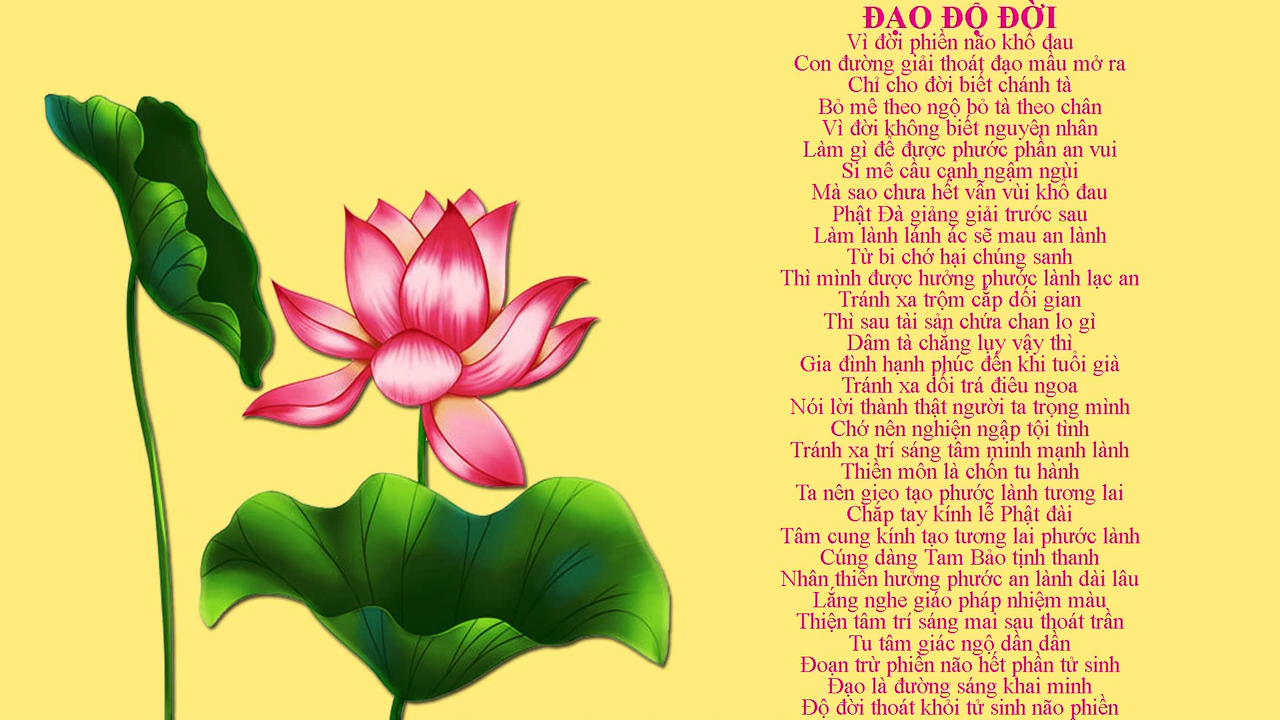 ĐẠO ĐỘ ĐỜI
Vì đời phiền não khổ đau
Con đường giải thoát đạo mầu mở ra
Chỉ cho đời biết chánh tà
Bỏ mê theo ngộ bỏ tà theo chân
Vì đời không biết nguyên nhân
Làm gì để được phước phần an vui
Si mê cầu cạnh ngậm ngùi
Mà sao chưa hết vẫn vùi khổ đau
Phật Đà giảng giải trước sau
Làm lành lánh ác sẽ mau an lành
Từ bi chớ hại chúng sanh
Thì mình được hưởng phước lành lạc an
Tránh xa trộm cắp dối gian
Thì sau tài sản chứa chan lo gì
Dâm tà chẳng lụy vậy thì
Gia đình hạnh phúc đến khi tuổi già
Tránh xa dối trá điêu ngoa
Nói lời thành thật người ta trọng mình
Chớ nên nghiện ngập tội tình
Tránh xa trí sáng tâm minh mạnh lành
Thiền môn là chốn tu hành
Ta nên gieo tạo phước lành tương lai
Chắp tay kính lễ Phật đài
Tâm cung kính tạo tương lai phước lành
Cúng dàng Tam Bảo tịnh thanh
Nhân thiên hưởng phước an lành dài lâu
Lắng nghe giáo pháp nhiệm màu
Thiện tâm trí sáng mai sau thoát trần
Tu tâm giác ngộ dần dần
Đoạn trừ phiền não hết phần tử sinh
Đạo là đường sáng khai minh
Độ đời thoát khỏi tử sinh não phiền